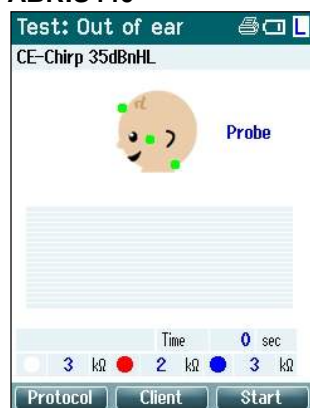 Test: Out of ear L
CE-Chirp 35dBnHL
Probe
Time 0 sec
3 kΩ 2 kΩ 3 kΩ
Protocol Client Start